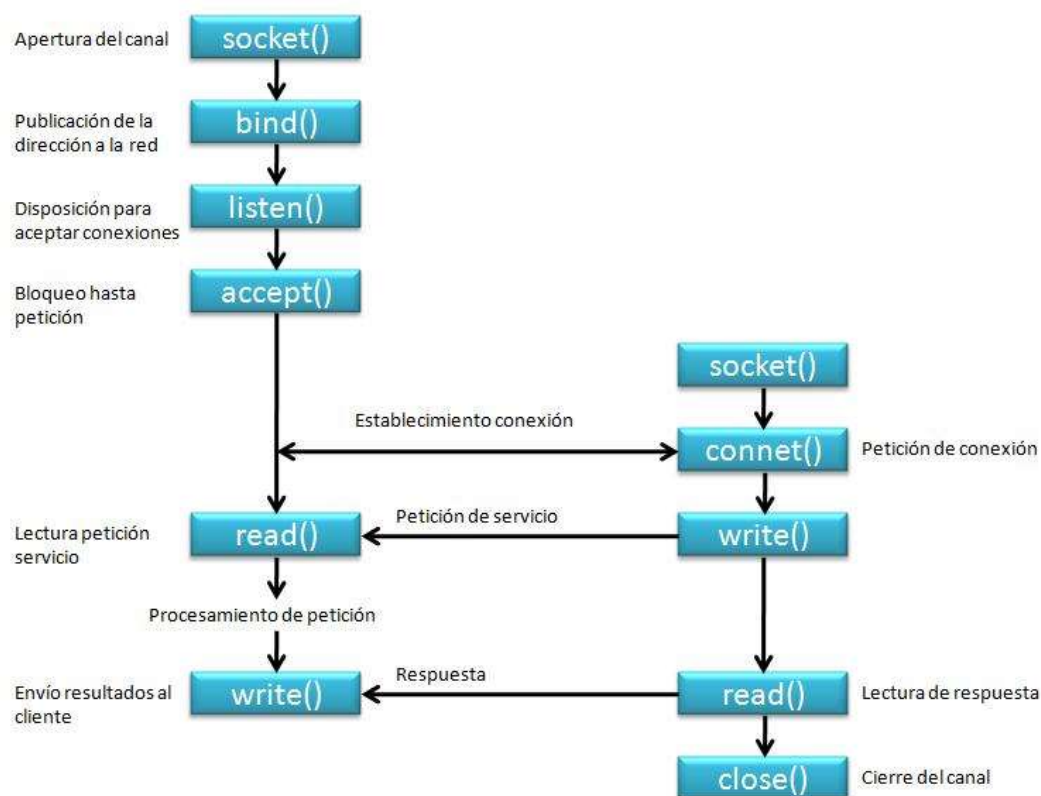 Apertura del canal
socket()
Publicación de la
dirección a la red
bind()
Disposición para
aceptar conexiones
listen()
Bloqueo hasta
petición
accept()
socket()
Establecimiento conexión
connet()
Petición de conexión
Lectura petición
servicio
read()
Petición de servicio
write()
Procesamiento de petición
Envío resultados al
cliente
write()
Respuesta
read()
Lectura de respuesta
close()
Cierre del canal